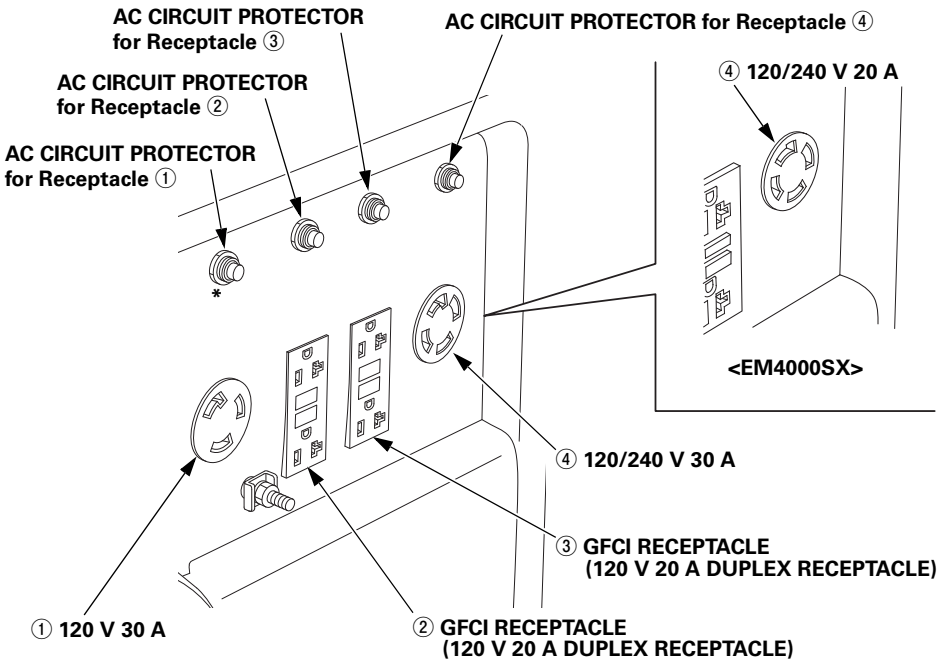 AC CIRCUIT PROTECTOR
for Receptacle ③
AC CIRCUIT PROTECTOR for Receptacle ④
AC CIRCUIT PROTECTOR
for Receptacle ②
④ 120/240 V 20 A
AC CIRCUIT PROTECTOR
for Receptacle ①
*
<EM4000SX>
④ 120/240 V 30 A
③ GFCI RECEPTACLE
(120 V 20 A DUPLEX RECEPTACLE)
① 120 V 30 A
② GFCI RECEPTACLE
(120 V 20 A DUPLEX RECEPTACLE)